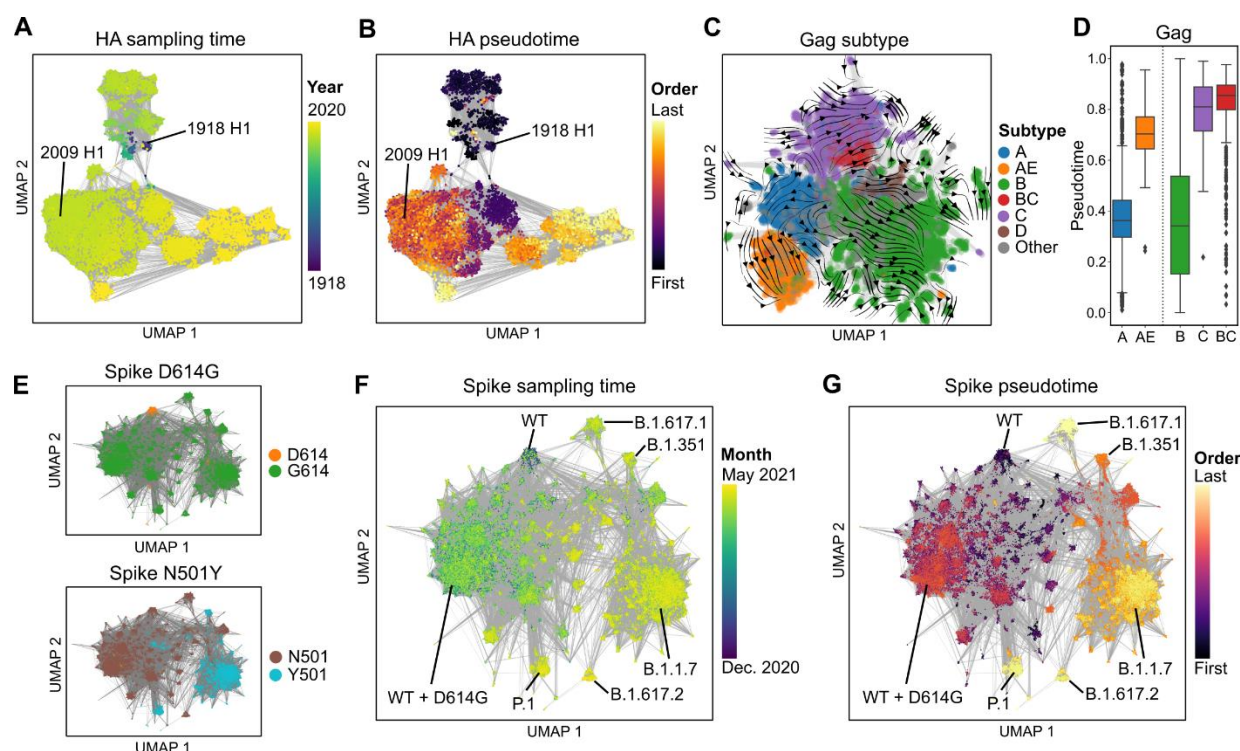 A
HA sampling time
Year
2020
1918
1918 H1
2009 H1
UMAP 2
UMAP 1
B
HA pseudotime
Order
Last
First
1918 H1
2009 H1
UMAP 2
UMAP 1
C
Gag subtype
Subtype
A
AE
B
BC
C
D
Other
UMAP 2
UMAP 1
D
Gag
Pseudotime
1.0
0.8
0.6
0.4
0.2
0.0
A AE B C BC
E
Spike D614G
D614
G614
UMAP 2
UMAP 1
Spike N501Y
N501
Y501
UMAP 2
UMAP 1
F
Spike sampling time
WT
B.1.617.1
B.1.351
Month
May 2021
Dec. 2020
B.1.1.7
WT + D614G
P.1
B.1.617.2
UMAP 2
UMAP 1
G
Spike pseudotime
WT
B.1.617.1
B.1.351
Order
Last
First
B.1.1.7
WT + D614G
P.1
B.1.617.2
UMAP 2
UMAP 1